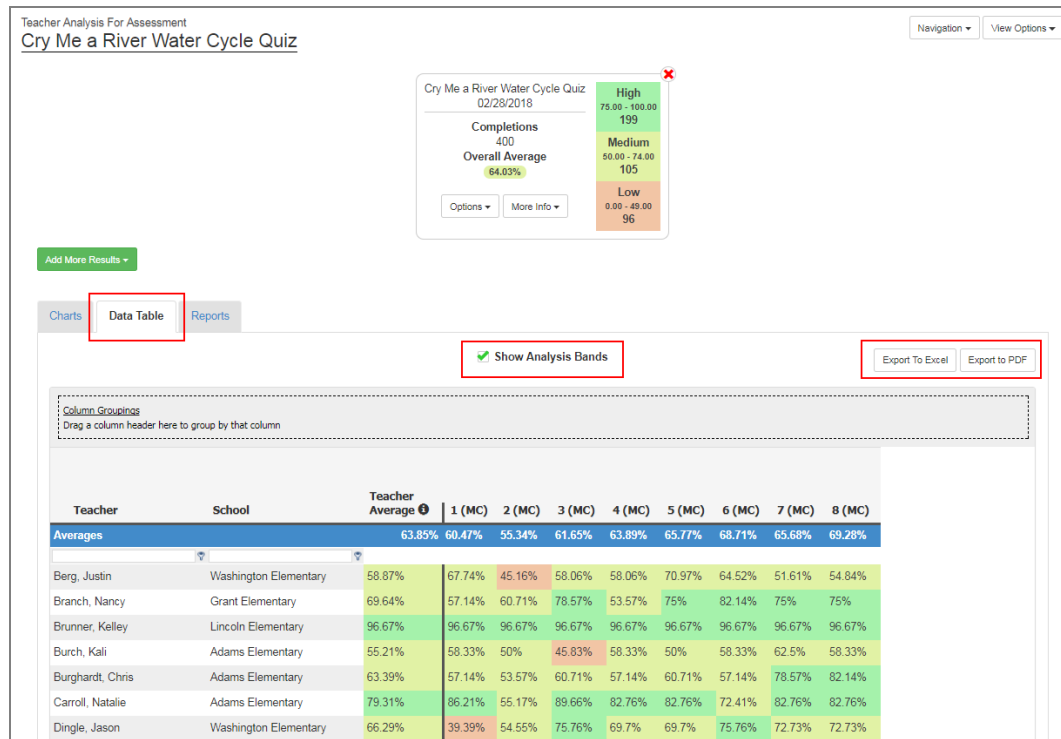 Teacher Analysis For Assessment
Cry Me a River Water Cycle Quiz
Navigation View Options
Cry Me a River Water Cycle Quiz
02/28/2018
Completions
400
Overall Average
64.03%
Options More Info
High
75.00 - 100.00
199
Medium
50.00 - 74.00
105
Low
0.00 - 49.00
96
Add More Results
Charts Data Table Reports
Show Analysis Bands
Export To Excel Export to PDF
Column Groupings
Drag a column header here to group by that column
Teacher School Teacher Average 1 (MC) 2 (MC) 3 (MC) 4 (MC) 5 (MC) 6 (MC) 7 (MC) 8 (MC)
Averages 63.85% 60.47% 55.34% 61.65% 63.89% 65.77% 68.71% 65.68% 69.28%
Berg, Justin Washington Elementary 58.87% 67.74% 45.16% 58.06% 58.06% 70.97% 64.52% 51.61% 54.84%
Branch, Nancy Grant Elementary 69.64% 57.14% 60.71% 78.57% 53.57% 75% 82.14% 75% 75%
Brunner, Kelley Lincoln Elementary 96.67% 96.67% 96.67% 96.67% 96.67% 96.67% 96.67% 96.67% 96.67%
Burch, Kali Adams Elementary 55.21% 58.33% 50% 45.83% 58.33% 50% 58.33% 62.5% 58.33%
Burghardt, Chris Adams Elementary 63.39% 57.14% 53.57% 60.71% 57.14% 60.71% 57.14% 78.57% 82.14%
Carroll, Natalie Adams Elementary 79.31% 86.21% 55.17% 89.66% 82.76% 82.76% 72.41% 82.76% 82.76%
Dingle, Jason Washington Elementary 66.29% 39.39% 54.55% 75.76% 69.7% 69.7% 75.76% 72.73% 72.73%